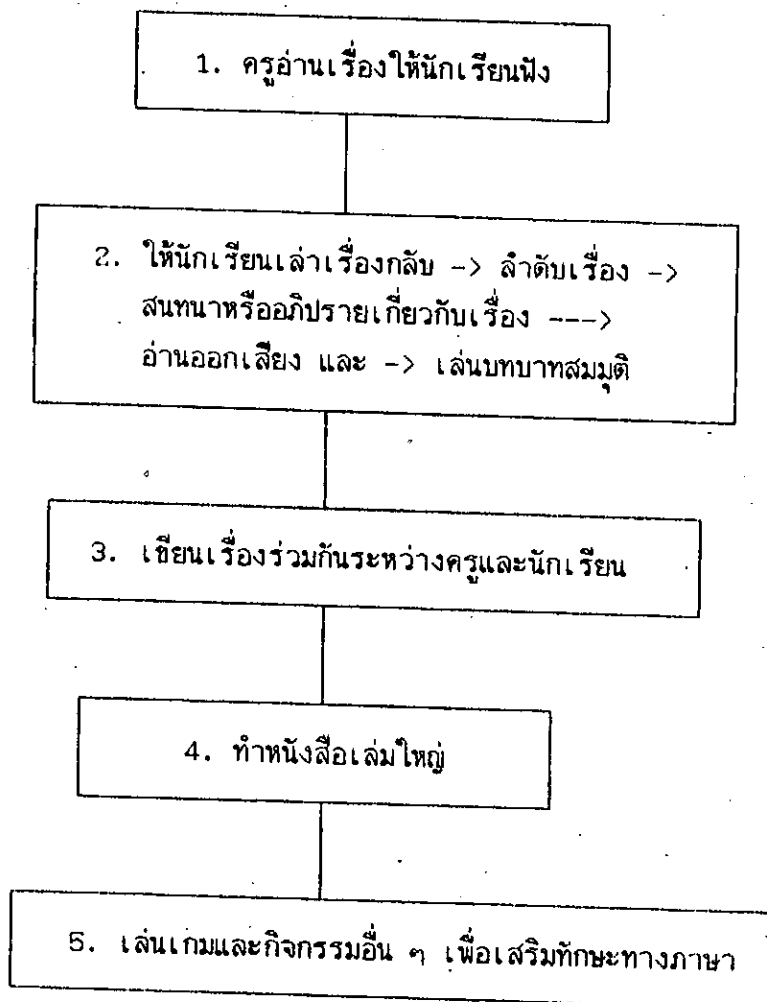 1. ครูอ่านเรื่องให้นักเรียนฟัง
2. ให้นักเรียนเล่าเรื่องกลับ -> ลำดับเรื่อง ->
สนทนาหรืออภิปรายเกี่ยวกับเรื่อง --->
อ่านออกเสียง และ -> เล่นบทบาทสมมุติ
3. เขียนเรื่องร่วมกันระหว่างครูและนักเรียน
4. ทำหนังสือเล่มใหญ่
5. เล่นเกมและกิจกรรมอื่น ๆ เพื่อเสริมทักษะทางภาษา